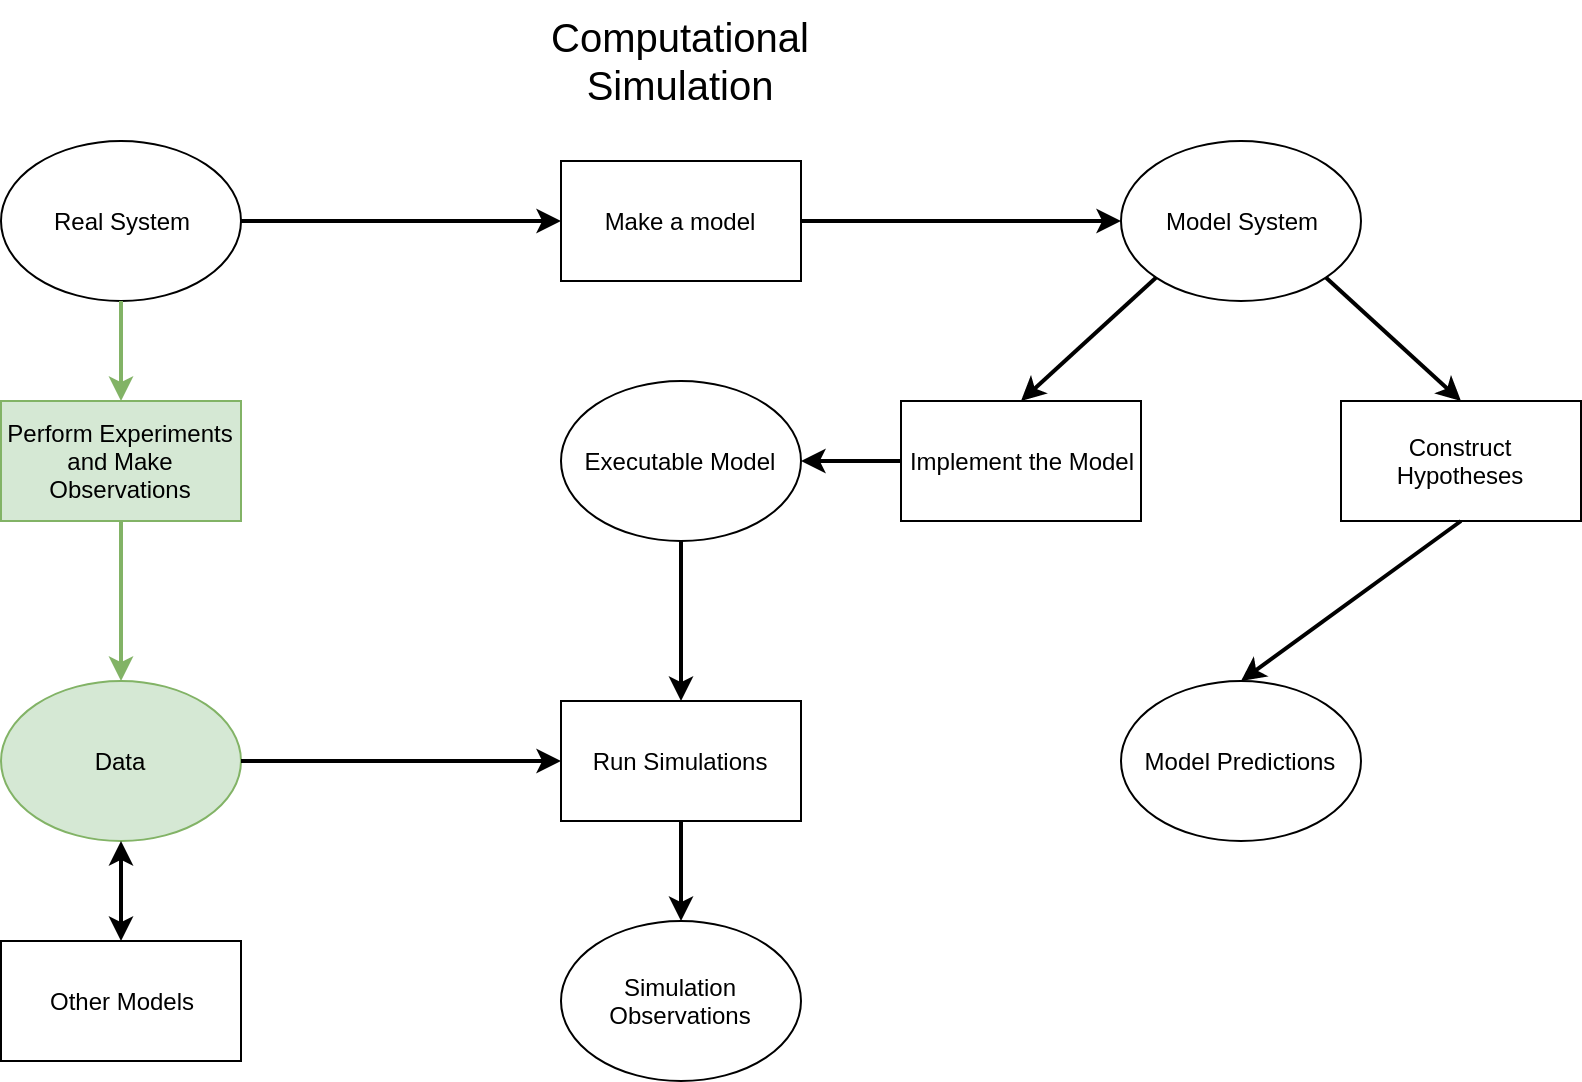 Computational
Simulation
Real System
Make a model
Model System
Perform Experiments
and Make
Observations
Executable Model
Implement the Model
Construct
Hypotheses
Data
Run Simulations
Model Predictions
Other Models
Simulation
Observations